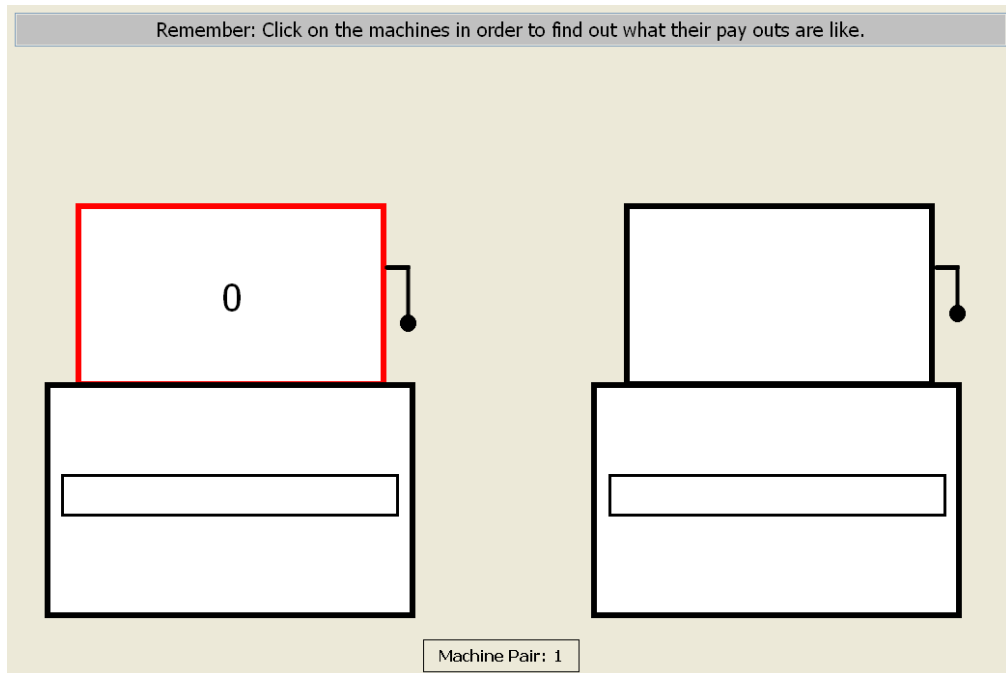 Remember: Click on the machines in order to find out what their pay outs are like.
0
Machine Pair: 1